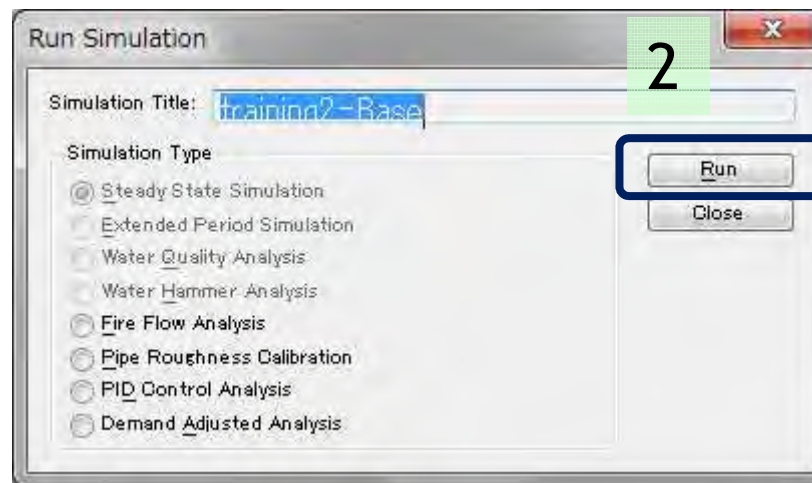 Run Simulation
2
Simulation Title: training2-Base
Simulation Type
Steady State Simulation
Extended Period Simulation
Water Quality Analysis
Water Hammer Analysis
Fire Flow Analysis
Pipe Roughness Calibration
PID Control Analysis
Demand Adjusted Analysis
Run
Close